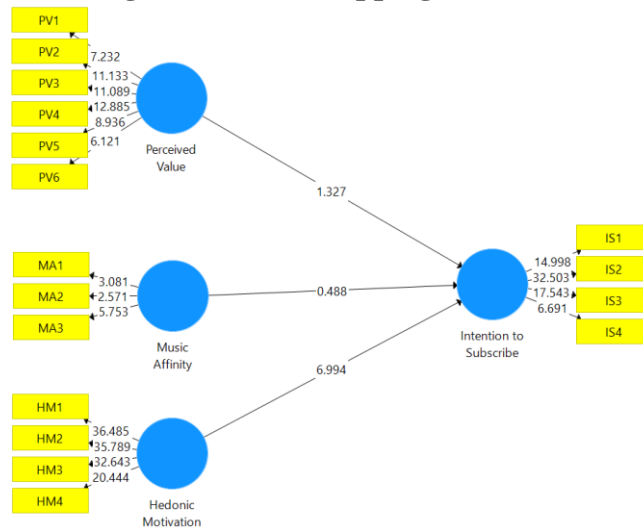 PV1
PV2
PV3
PV4
PV5
PV6
7.232
11.133
11.089
12.885
8.936
6.121
Perceived
Value
1.327
MA1
MA2
MA3
3.081
2.571
5.753
Music
Affinity
0.488
HM1
HM2
HM3
HM4
36.485
35.789
32.643
20.444
Hedonic
Motivation
6.994
Intention to
Subscribe
14.998
32.503
17.543
6.691
IS1
IS2
IS3
IS4